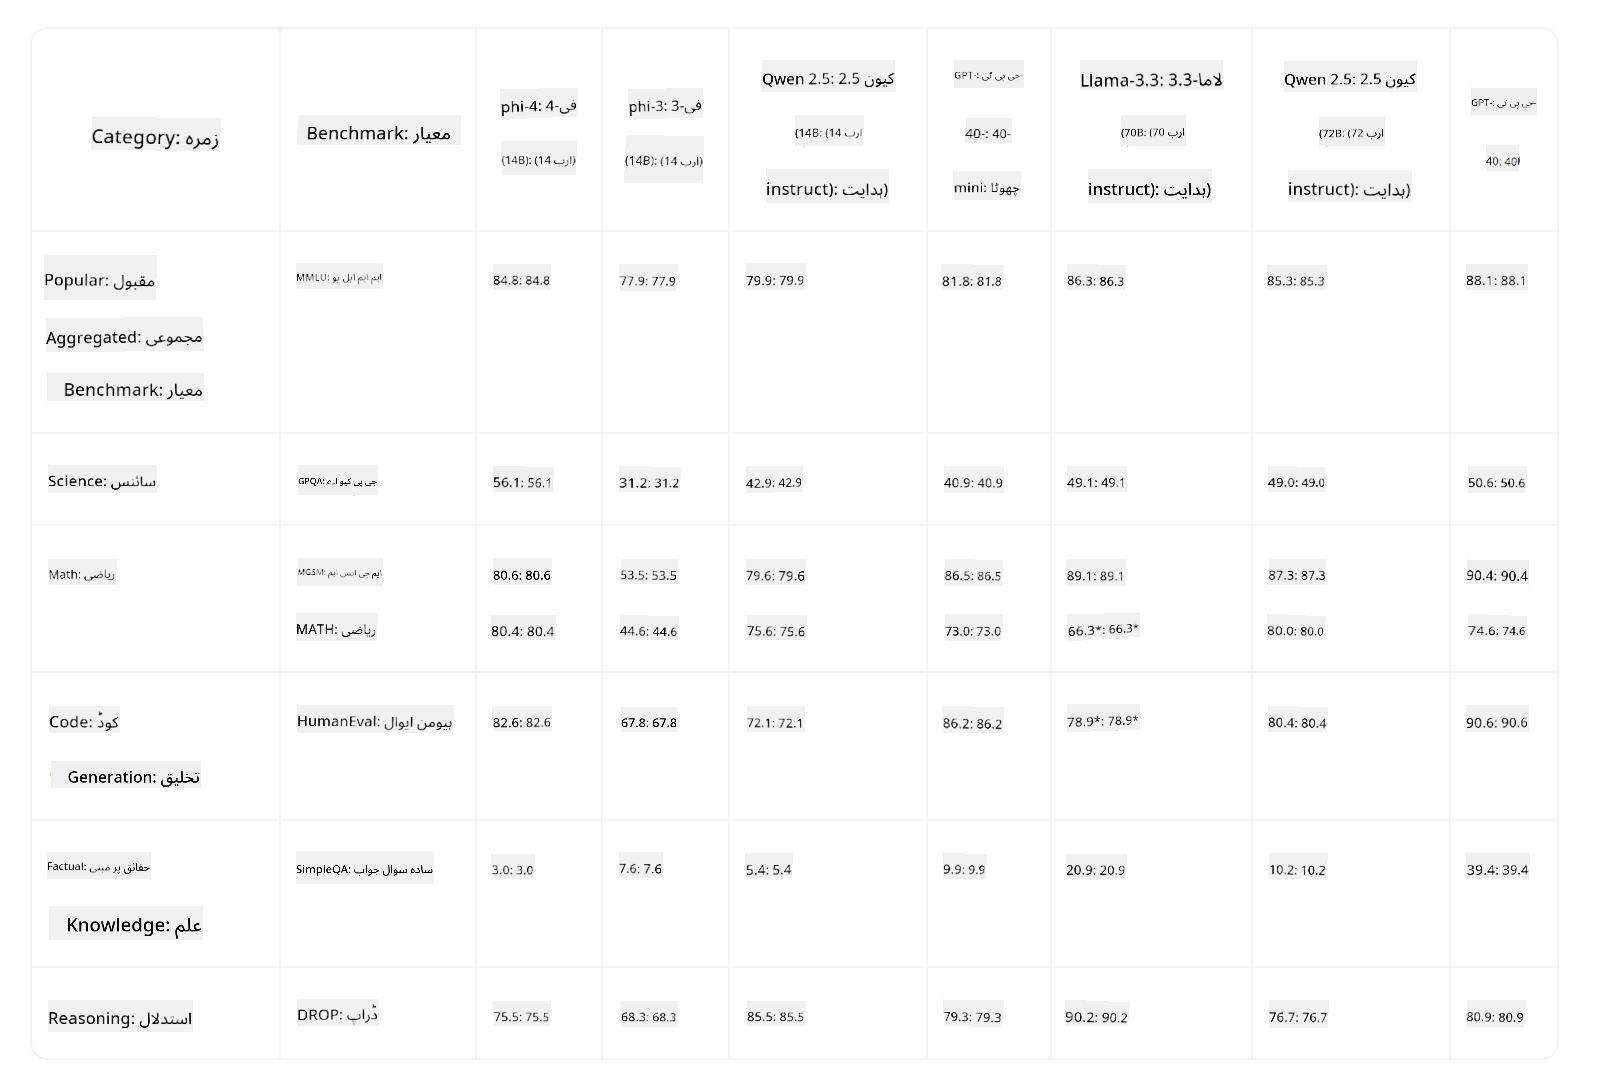 Category: زمرہ
Benchmark: معیار
phi-4: فی-4
(14B): (14 ارب)
phi-3: فی-3
(14B): (14 ارب)
Qwen 2.5: کیون 2.5
(14B: (14 ارب
instruct): ہدایت)
GPT-: جی پی ٹی-
4o-: 4o-
mini: چھوٹا
Llama-3.3: لاما-3.3
(70B: (70 ارب
instruct): ہدایت)
Qwen 2.5: کیون 2.5
(72B: (72 ارب
instruct): ہدایت)
GPT-: جی پی ٹی-
4o: 4o
Popular: مقبول
Aggregated: مجموعی
Benchmark: معیار
MMLU: ایم ایم ایل یو
84.8: 84.8
77.9: 77.9
79.9: 79.9
81.8: 81.8
86.3: 86.3
85.3: 85.3
88.1: 88.1
Science: سائنس
GPQA: جی پی کیو اے
56.1: 56.1
31.2: 31.2
42.9: 42.9
40.9: 40.9
49.1: 49.1
49.0: 49.0
50.6: 50.6
Math: ریاضی
MGSM: ایم جی ایس ایم
80.6: 80.6
53.5: 53.5
79.6: 79.6
86.5: 86.5
89.1: 89.1
87.3: 87.3
90.4: 90.4
MATH: ریاضی
80.4: 80.4
44.6: 44.6
75.6: 75.6
73.0: 73.0
66.3*: 66.3*
80.0: 80.0
74.6: 74.6
Code: کوڈ
Generation: تخلیق
HumanEval: ہیومن ایوال
82.6: 82.6
67.8: 67.8
72.1: 72.1
86.2: 86.2
78.9*: 78.9*
80.4: 80.4
90.6: 90.6
Factual: حقائق پر مبنی
Knowledge: علم
SimpleQA: سادہ سوال جواب
3.0: 3.0
7.6: 7.6
5.4: 5.4
9.9: 9.9
20.9: 20.9
10.2: 10.2
39.4: 39.4
Reasoning: استدلال
DROP: ڈراپ
75.5: 75.5
68.3: 68.3
85.5: 85.5
79.3: 79.3
90.2: 90.2
76.7: 76.7
80.9: 80.9